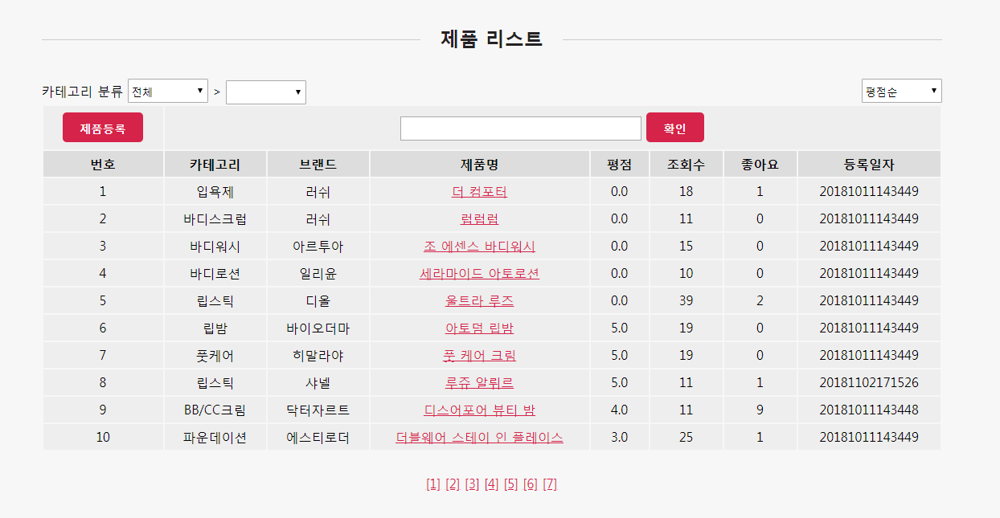 제품 리스트
카테고리 분류 전체 > 평점순
제품등록 확인
번호 카테고리 브랜드 제품명 평점 조회수 좋아요 등록일자
1 입욕제 러쉬 더 컴포터 0.0 18 1 20181011143449
2 바디스크럽 러쉬 럽럽럽 0.0 11 0 20181011143449
3 바디워시 아르투아 조 에센스 바디워시 0.0 15 0 20181011143449
4 바디로션 일리윤 세라마이드 아토로션 0.0 10 0 20181011143449
5 립스틱 디올 울트라 루즈 0.0 39 2 20181011143449
6 립밤 바이오더마 아토덤 립밤 5.0 19 0 20181011143449
7 풋케어 히말라야 풋 케어 크림 5.0 19 0 20181011143449
8 립스틱 샤넬 루쥬 알뤼르 5.0 11 1 20181102171526
9 BB/CC크림 닥터자르트 디스어포어 뷰티 밤 4.0 11 9 20181011143448
10 파운데이션 에스티로더 더블웨어 스테이 인 플레이스 3.0 25 1 20181011143449
[1] [2] [3] [4] [5] [6] [7]